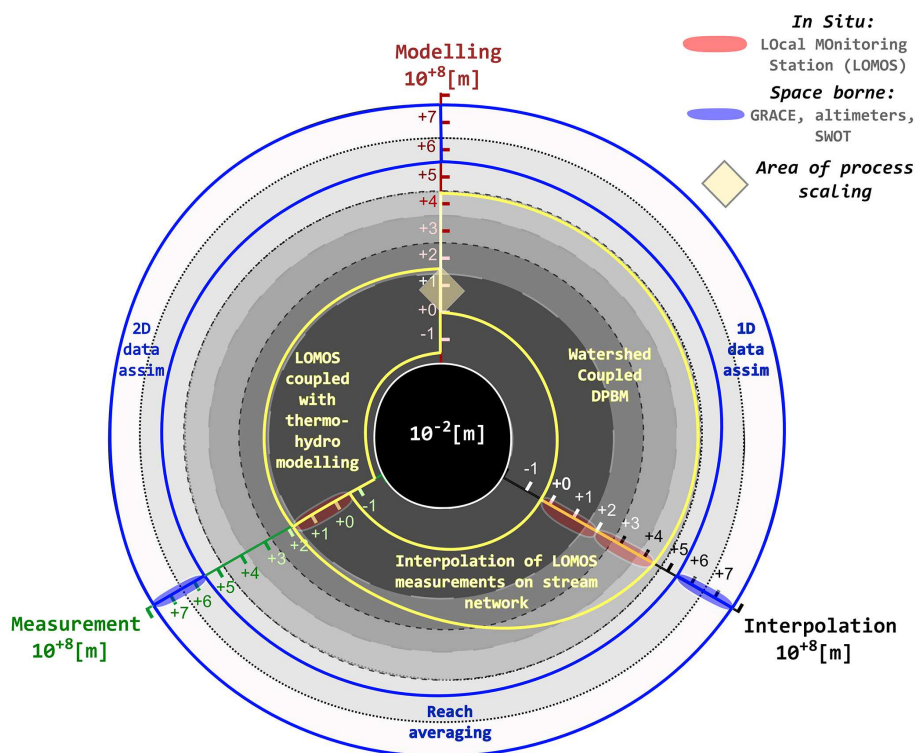 In Situ:
LOcal MOnitoring
Station (LOMOS)
Space borne:
GRACE, altimeters,
SWOT
Area of process
scaling
Modelling
10+8[m]
+7
+6
+5
+4
+3
+2
+1
+0
-1
2D
data
assim
1D
data
assim
LOMOS
coupled
with
thermo-
hydro
modelling
Watershed
Coupled
DPBM
10-2[m]
-1
+0
+1
+2
+3
+4
+5
+6
+7
-1
+0
+1
+2
+3
+4
+5
+6
+7
Interpolation of LOMOS
measurements on stream
network
Measurement
10+8[m]
Interpolation
10+8[m]
Reach
averaging